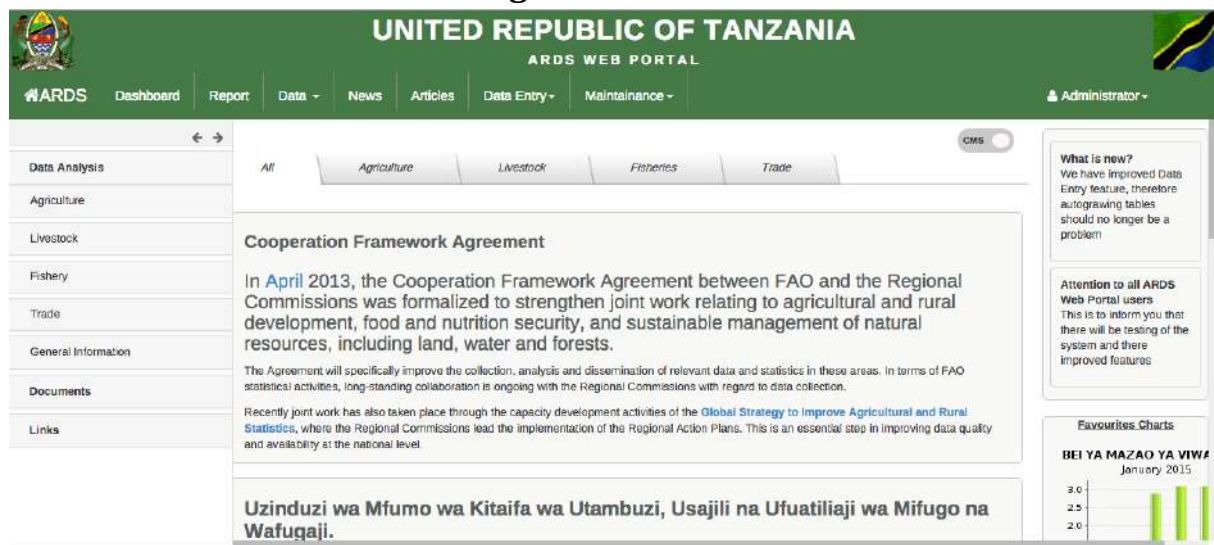 UNITED REPUBLIC OF TANZANIA
ARDS WEB PORTAL
ARDS Dashboard Report Data News Articles Data Entry Maintainance Administrator
Data Analysis
Agriculture
Livestock
Fishery
Trade
General Information
Documents
Links
CMS
All Agriculture Livestock Fisheries Trade
Cooperation Framework Agreement
In April 2013, the Cooperation Framework Agreement between FAO and the Regional
Commissions was formalized to strengthen joint work relating to agricultural and rural
development, food and nutrition security, and sustainable management of natural
resources, including land, water and forests.
The Agreement will specifically improve the collection, analysis and dissemination of relevant data and statistics in these areas. In terms of FAO
statistical activities, long-standing collaboration is ongoing with the Regional Commissions with regard to data collection.
Recently joint work has also taken place through the capacity development activities of the Global Strategy to Improve Agricultural and Rural
Statistics, where the Regional Commissions lead the implementation of the Regional Action Plans. This is an essential step in improving data quality
and availability at the national level.
Uzinduzi wa Mfumo wa Kitaifa wa Utambuzi, Usajili na Ufuatiliaji wa Mifugo na
Wafugaji.
What is new?
We have improved Data
Entry feature, therefore
autograwing tables
should no longer be a
problem
Attention to all ARDS
Web Portal users
This is to inform you that
there will be testing of the
system and there
improved features
Favourites Charts
BEI YA MAZAO YA VIWA
January 2015
3.0
2.5
2.0